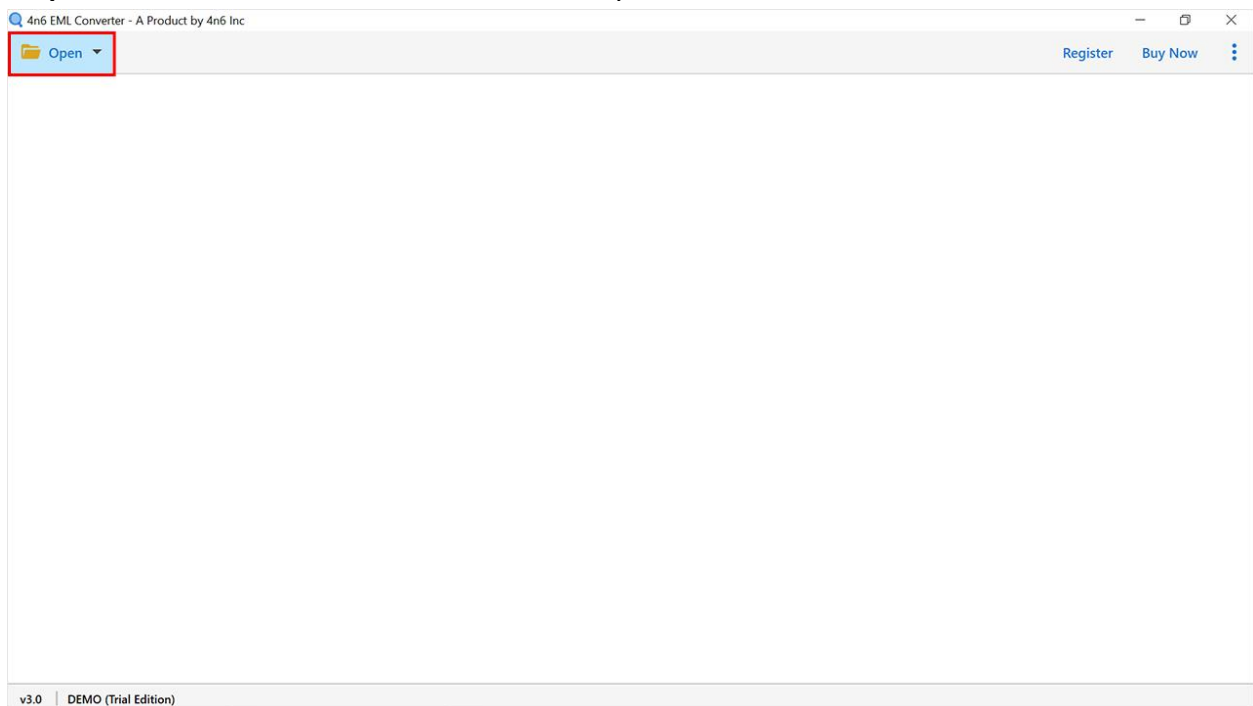 4n6 EML Converter - A Product by 4n6 Inc
Open
Register Buy Now
v3.0 DEMO (Trial Edition)